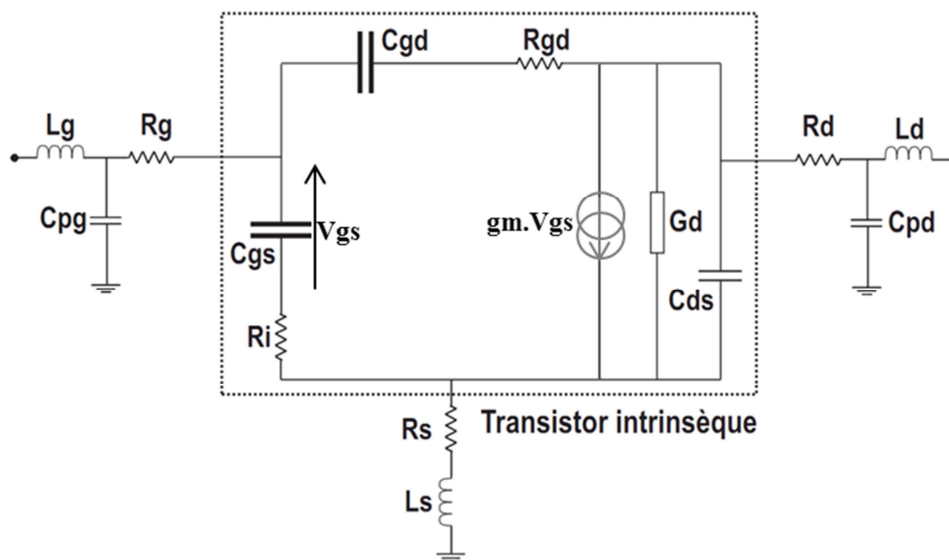 Cgd
Rgd
Lg
Rg
Rd
Ld
Cpg
Vgs
gm.Vgs
Gd
Cpd
Cgs
Cds
Ri
Rs
Transistor intrinsèque
Ls